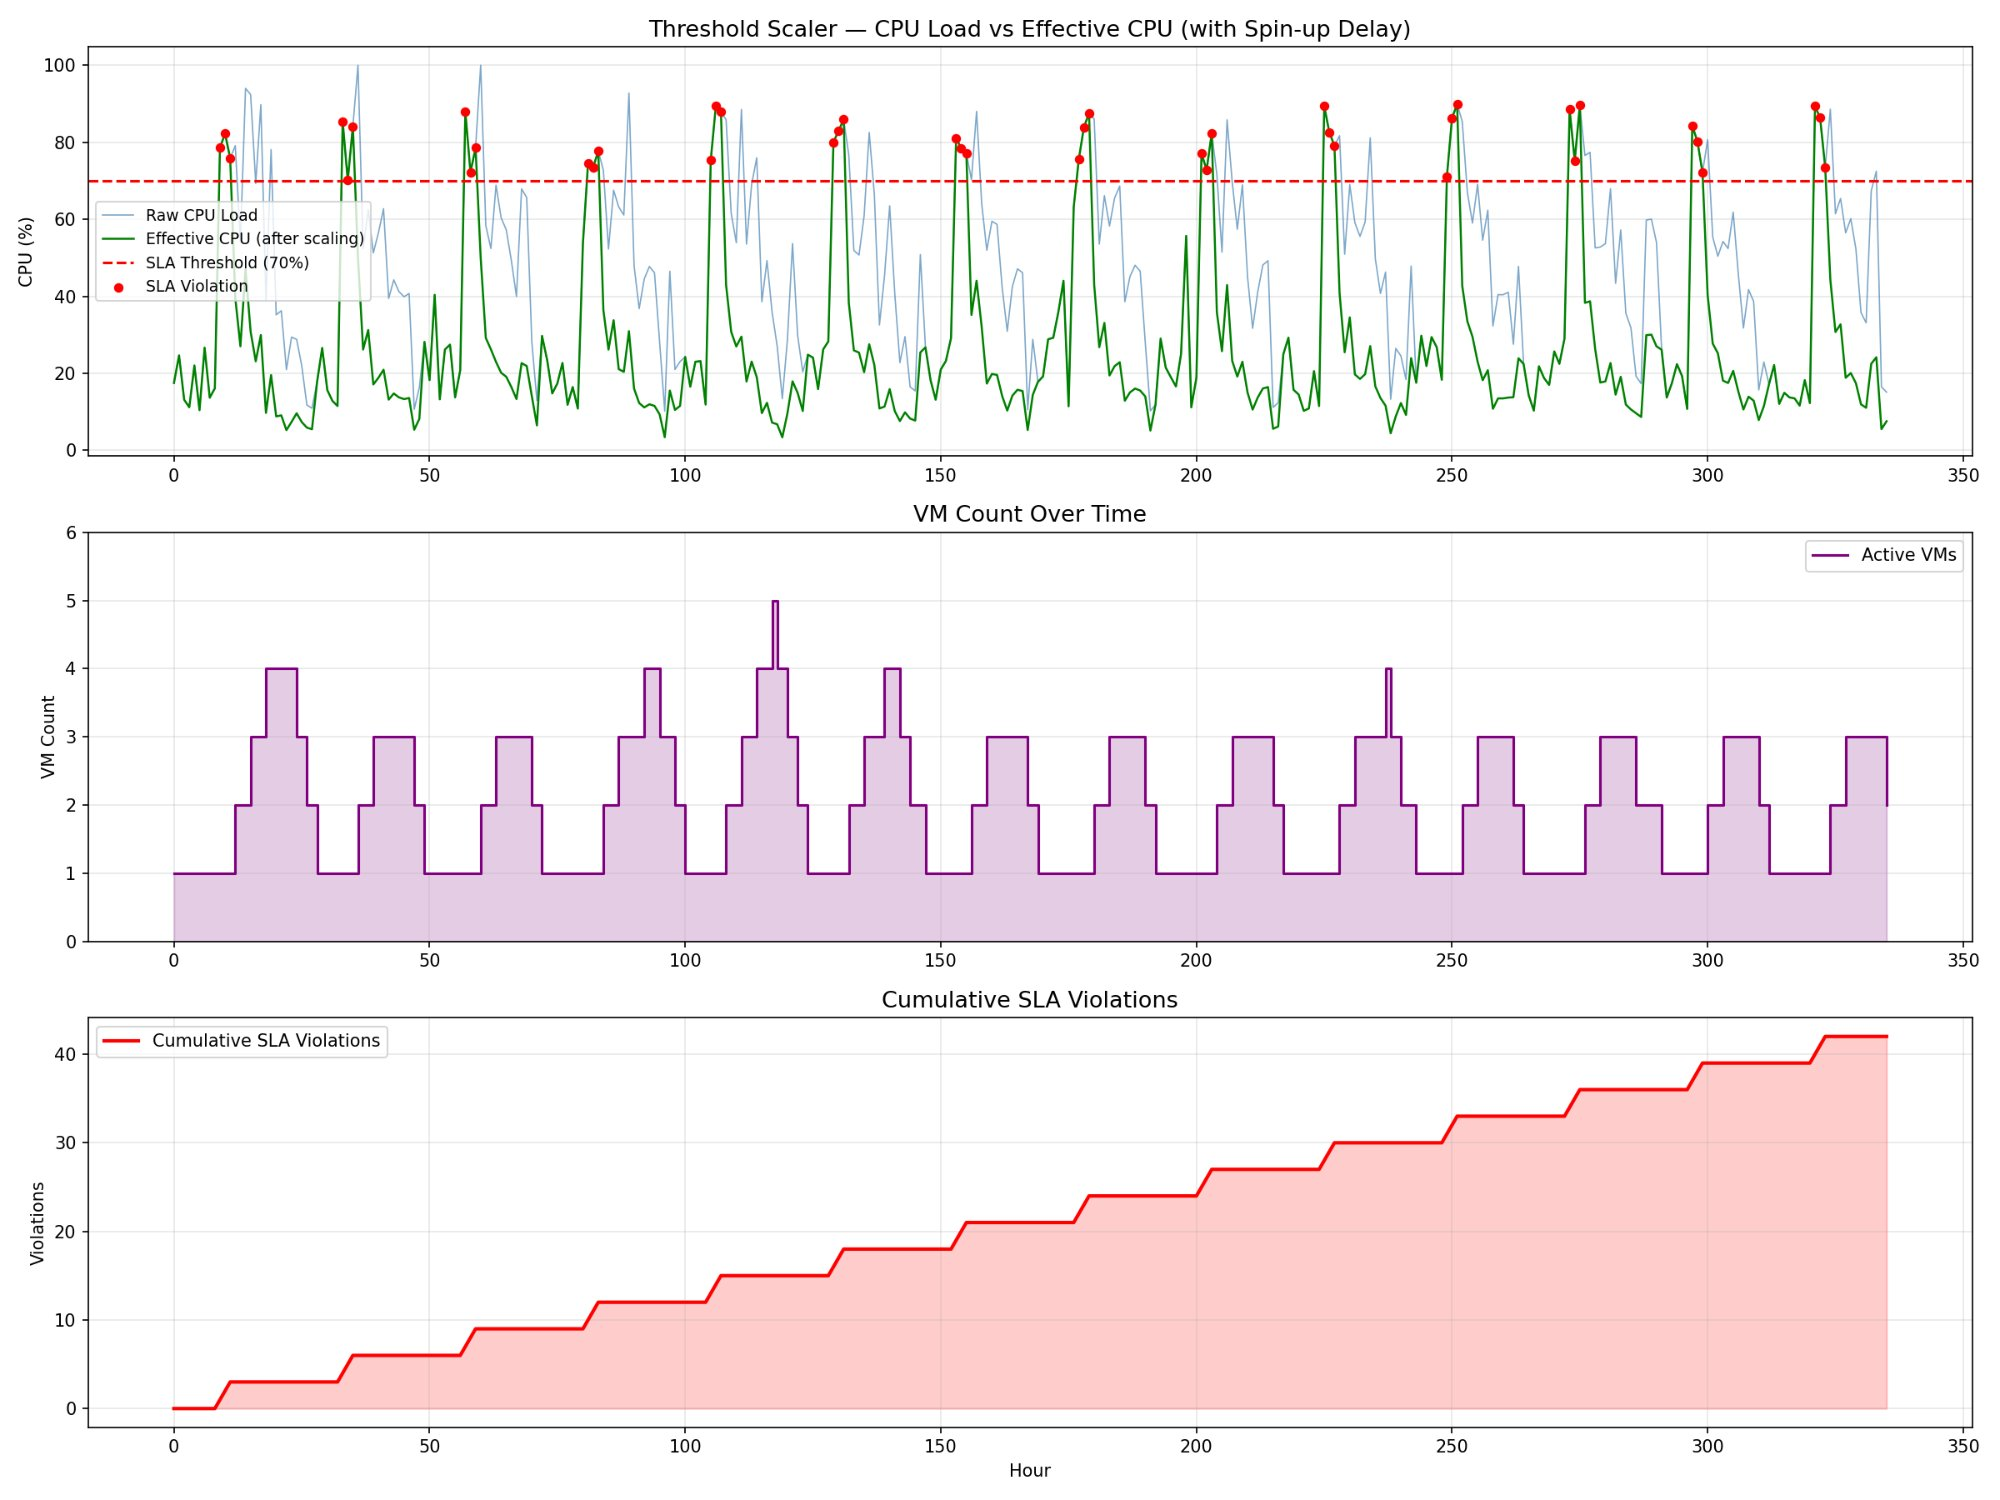 Threshold Scaler — CPU Load vs Effective CPU (with Spin-up Delay)
100
80
60
40
20
0
CPU (%)
Raw CPU Load
Effective CPU (after scaling)
SLA Threshold (70%)
SLA Violation
0 50 100 150 200 250 300 350
VM Count Over Time
6
5
4
3
2
1
0
VM Count
Active VMs
0 50 100 150 200 250 300 350
Cumulative SLA Violations
40
30
20
10
0
Violations
Cumulative SLA Violations
0 50 100 150 200 250 300 350
Hour